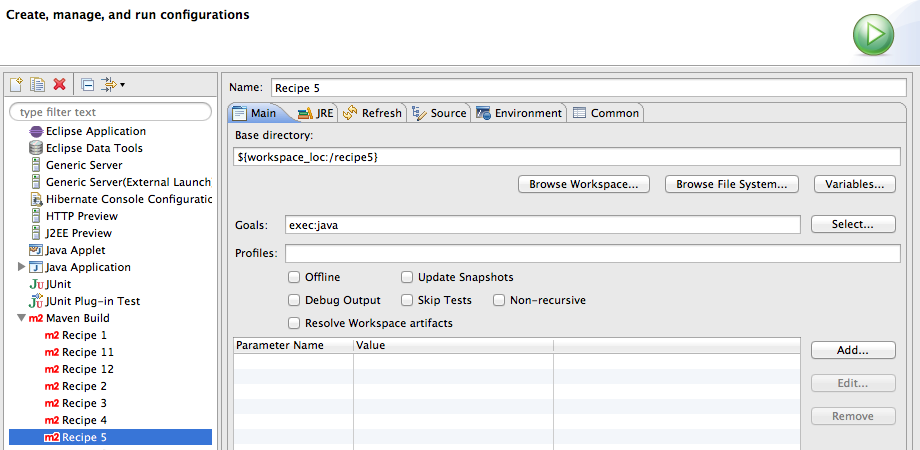 Create, manage, and run configurations
type filter text
Eclipse Application
Eclipse Data Tools
Generic Server
Generic Server(External Launch
Hibernate Console Configuratic
HTTP Preview
J2EE Preview
Java Applet
Java Application
JU JUnit
JUnit Plug-in Test
m2 Maven Build
m2 Recipe 1
m2 Recipe 11
m2 Recipe 12
m2 Recipe 2
m2 Recipe 3
m2 Recipe 4
m2 Recipe 5
Name: Recipe 5
Main JRE Refresh Source Environment Common
Base directory:
${workspace_loc:/recipe5}
Browse Workspace... Browse File System... Variables...
Goals: exec:java Select...
Profiles:
Offline Update Snapshots
Debug Output Skip Tests Non-recursive
Resolve Workspace artifacts
Parameter Name Value
Add...
Edit...
Remove